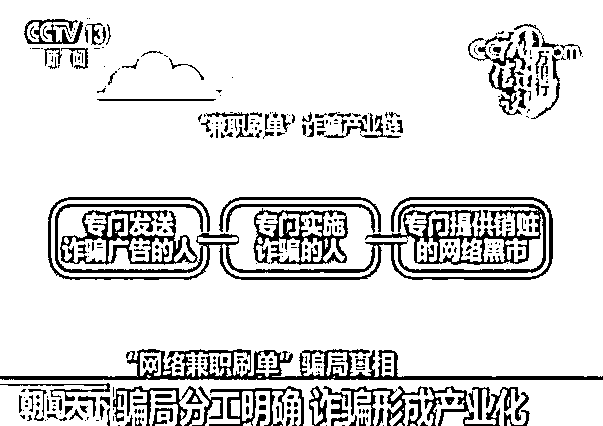 CCTV 13
新闻
CCTV.com
"兼职刷单"诈骗产业链
专门发送
诈骗广告的人
专门实施
诈骗的人
专门提供销赃
的网络黑市
"网络兼职刷单"骗局真相
朝闻天下
骗局分工明确 诈骗形成产业化